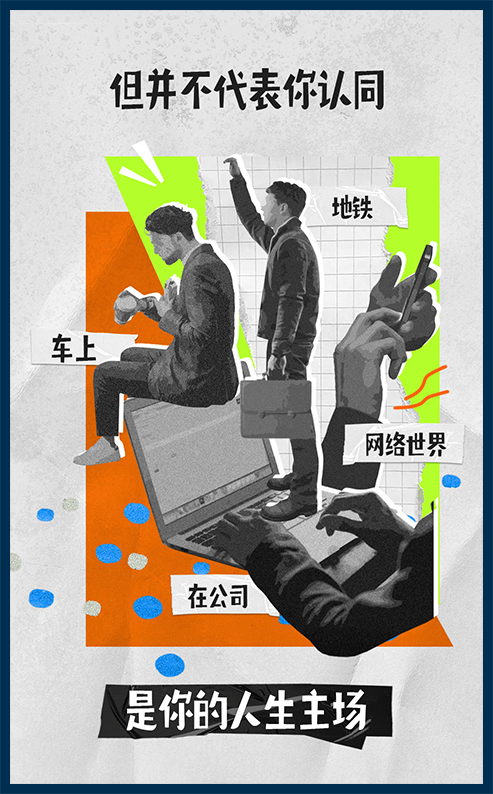 但并不代表你认同
地铁
车上
网络世界
在公司
是你的人生主场